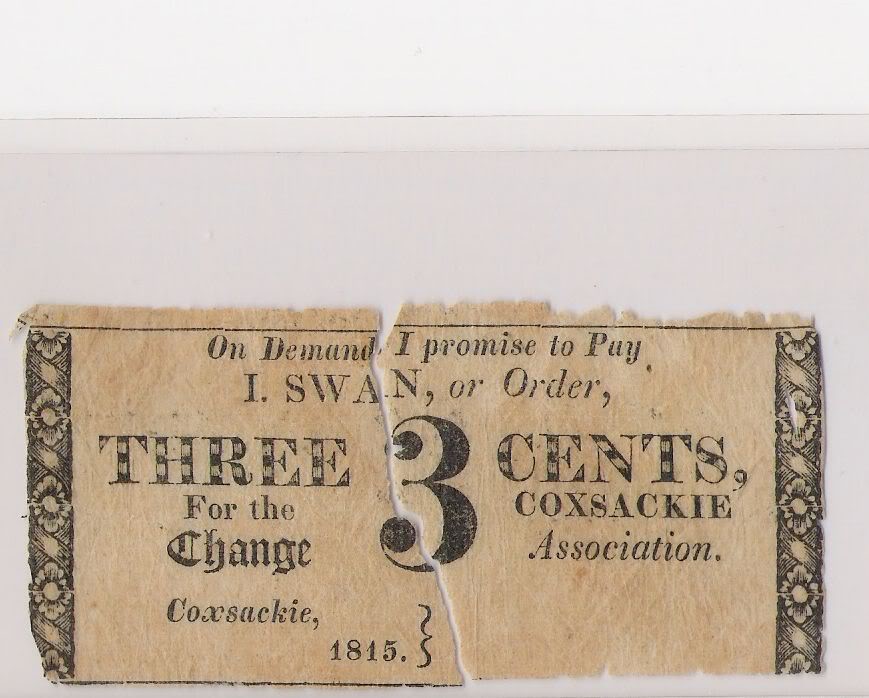 On Demand I promise to Pay
I. SWAN, or Order,
THREE 3 CENTS,
For the COXSACKIE
Change Association.
Coxsackie,
1815.